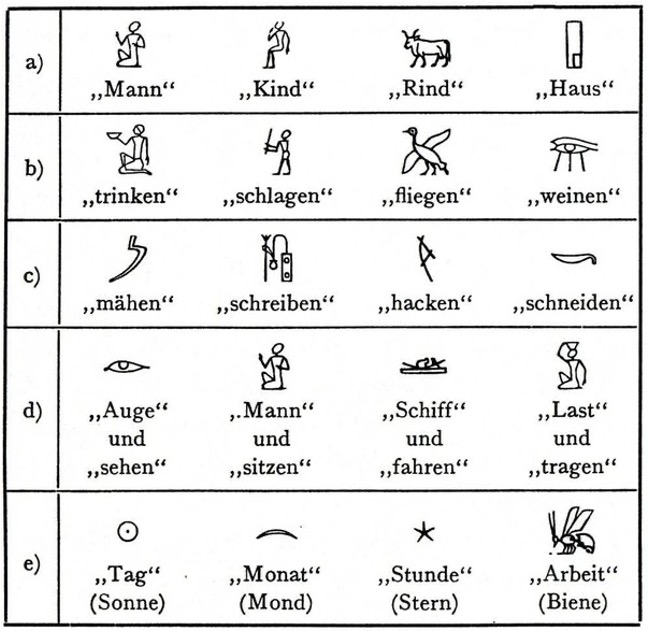 a)
„Mann“ „Kind“ „Rind“ „Haus“
b)
„trinken“ „schlagen“ „fliegen“ „weinen“
c)
„mähen“ „schreiben“ „hacken“ „schneiden“
d)
„Auge“ „Mann“ „Schiff“ „Last“
und und und und
„sehen“ „sitzen“ „fahren“ „tragen“
e)
„Tag“ „Monat“ „Stunde“ „Arbeit“
(Sonne) (Mond) (Stern) (Biene)